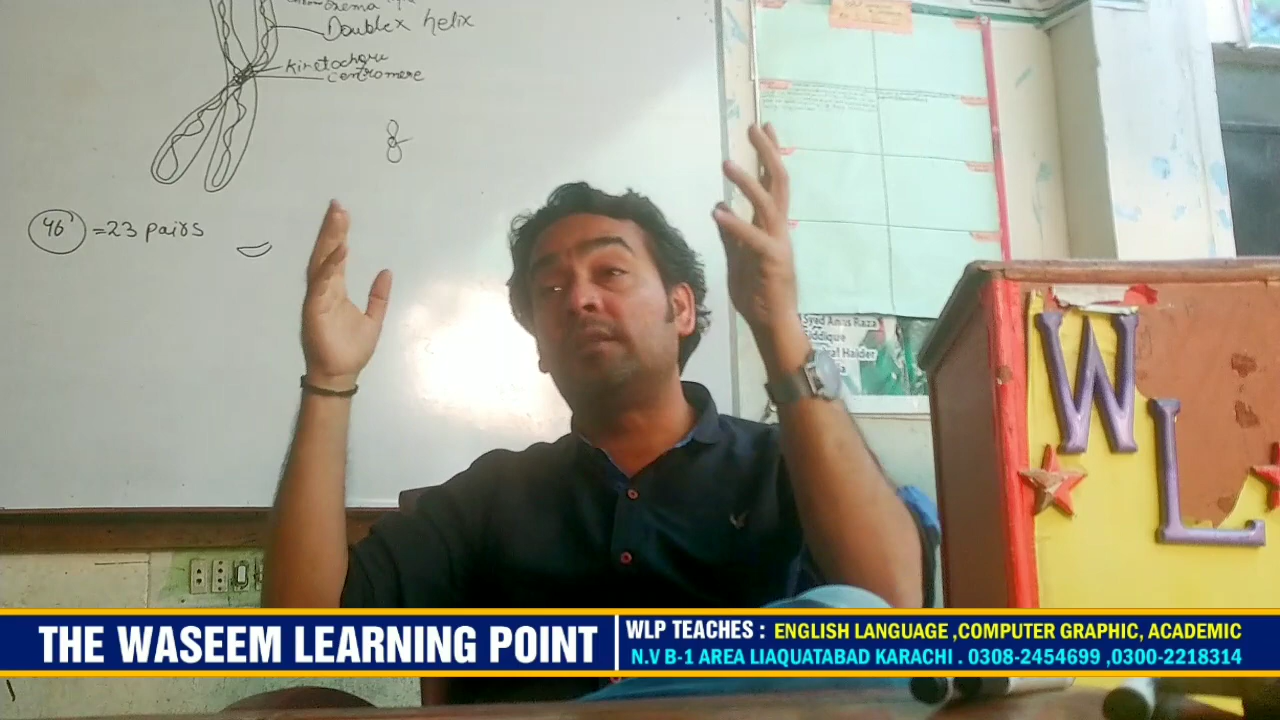 Doublex helix
kinetochore
centromere
46 = 23 pairs
Syed Anus Raza
Siddique
Haider
W
L
THE WASEEM LEARNING POINT
WLP TEACHES : ENGLISH LANGUAGE ,COMPUTER GRAPHIC, ACADEMIC
N.V B-1 AREA LIAQUATABAD KARACHI . 0308-2454699 ,0300-2218314